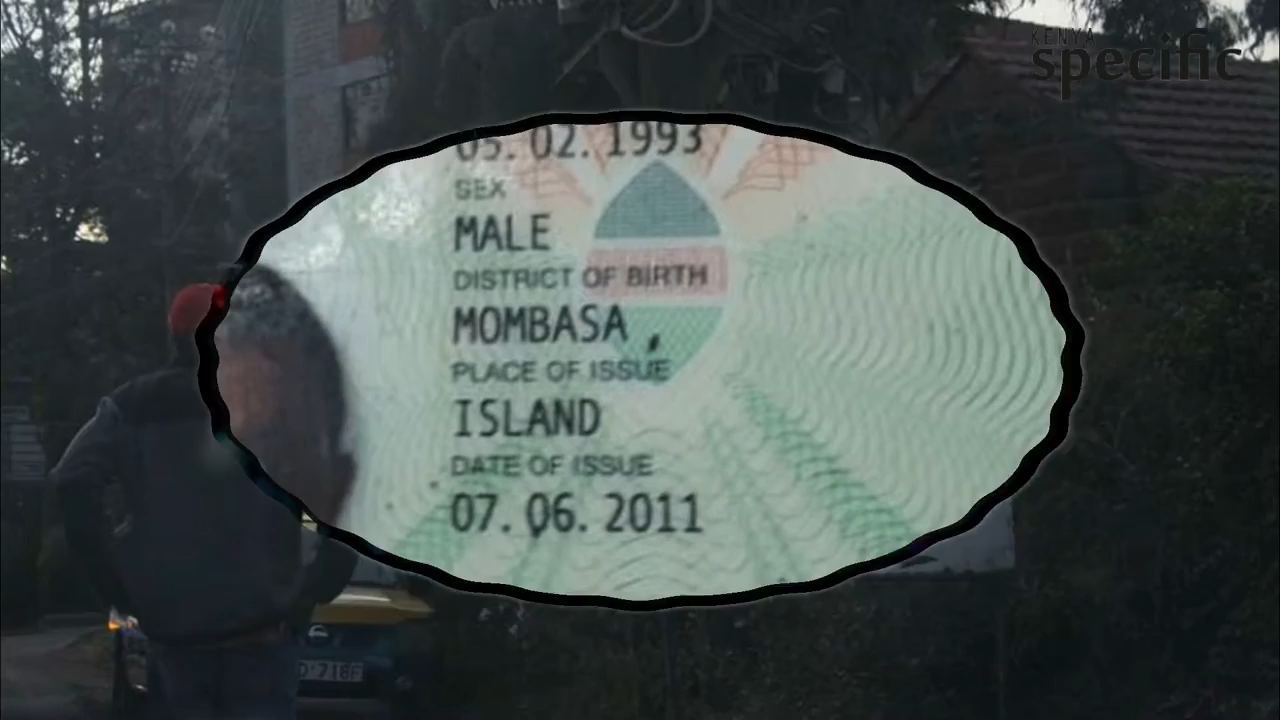 KENYA
specific
05. 02. 1993
SEX
MALE
DISTRICT OF BIRTH
MOMBASA
PLACE OF ISSUE
ISLAND
DATE OF ISSUE
07. 06. 2011